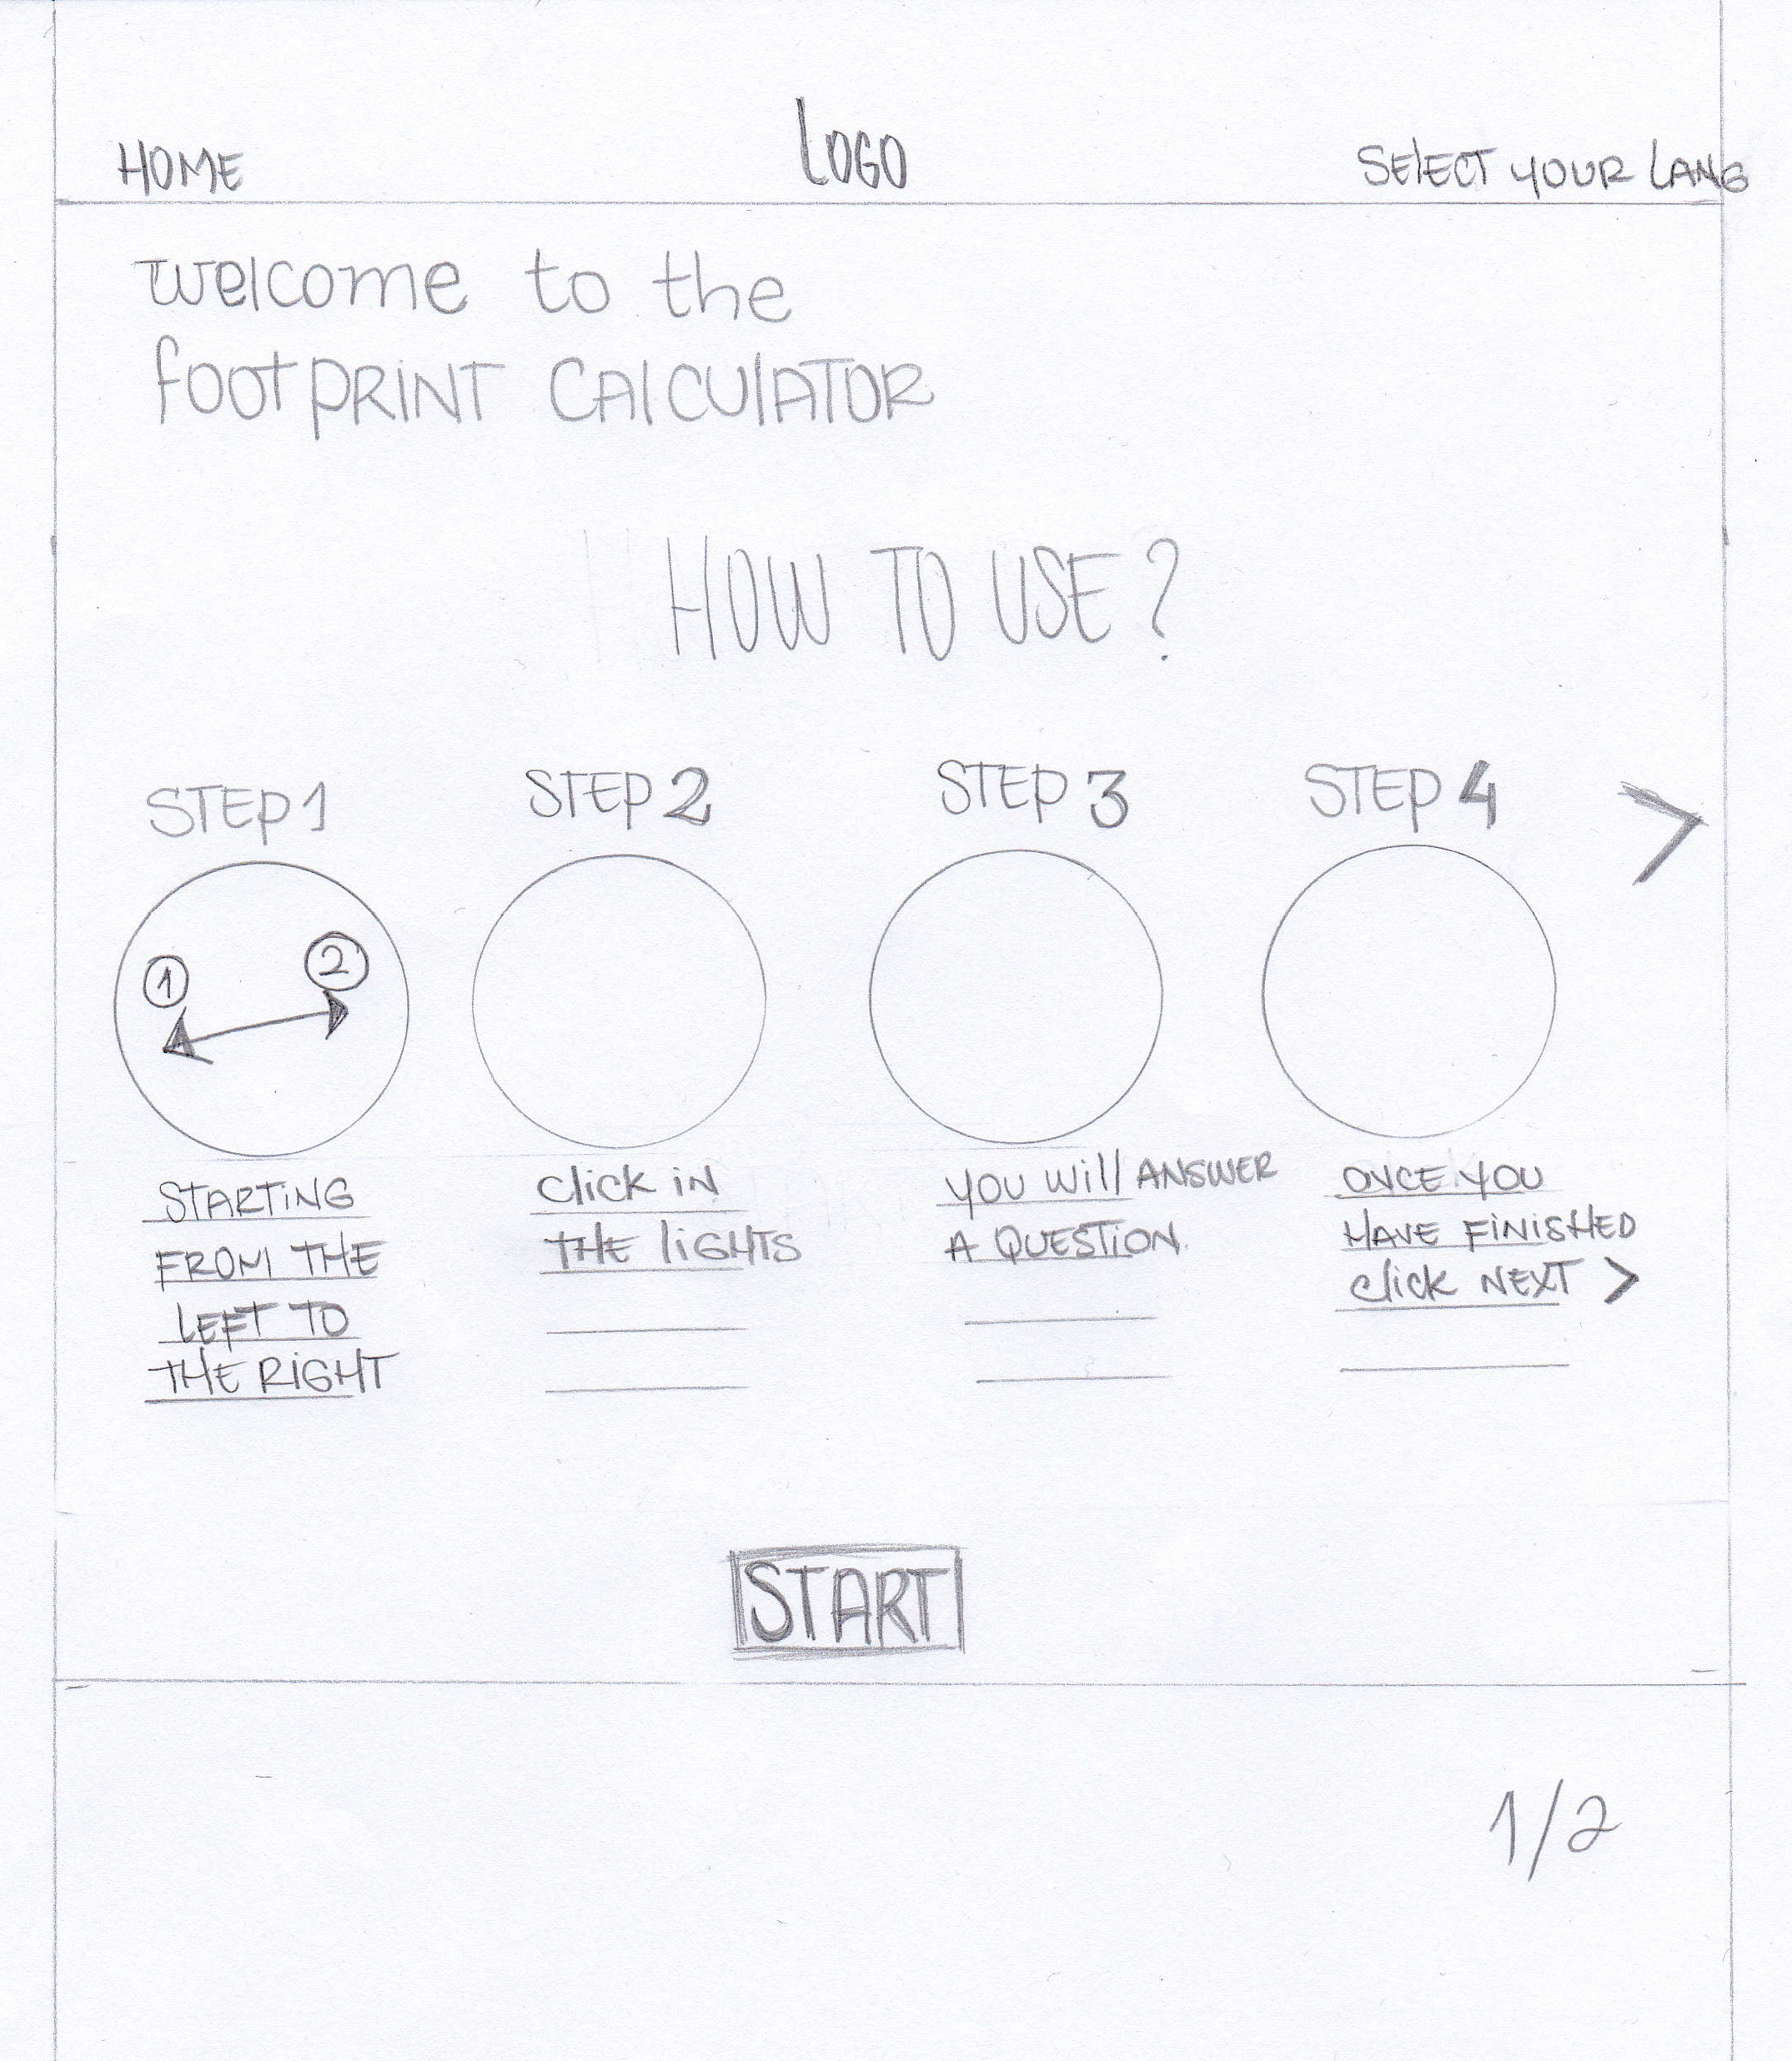 HOME
LOGO
SELECT YOUR LANG
welcome to the
footPRINT CALCULATOR
HOW TO USE?
STEP 1
STEP 2
STEP 3
STEP 4
>
1
2
STARTING
FROM THE
LEFT TO
THE RIGHT
click iN
THE liGHTS
YOU Will ANSWER
A QUESTION.
ONCE YOU
HAVE FINISHED
click NEXT >
START
1/2